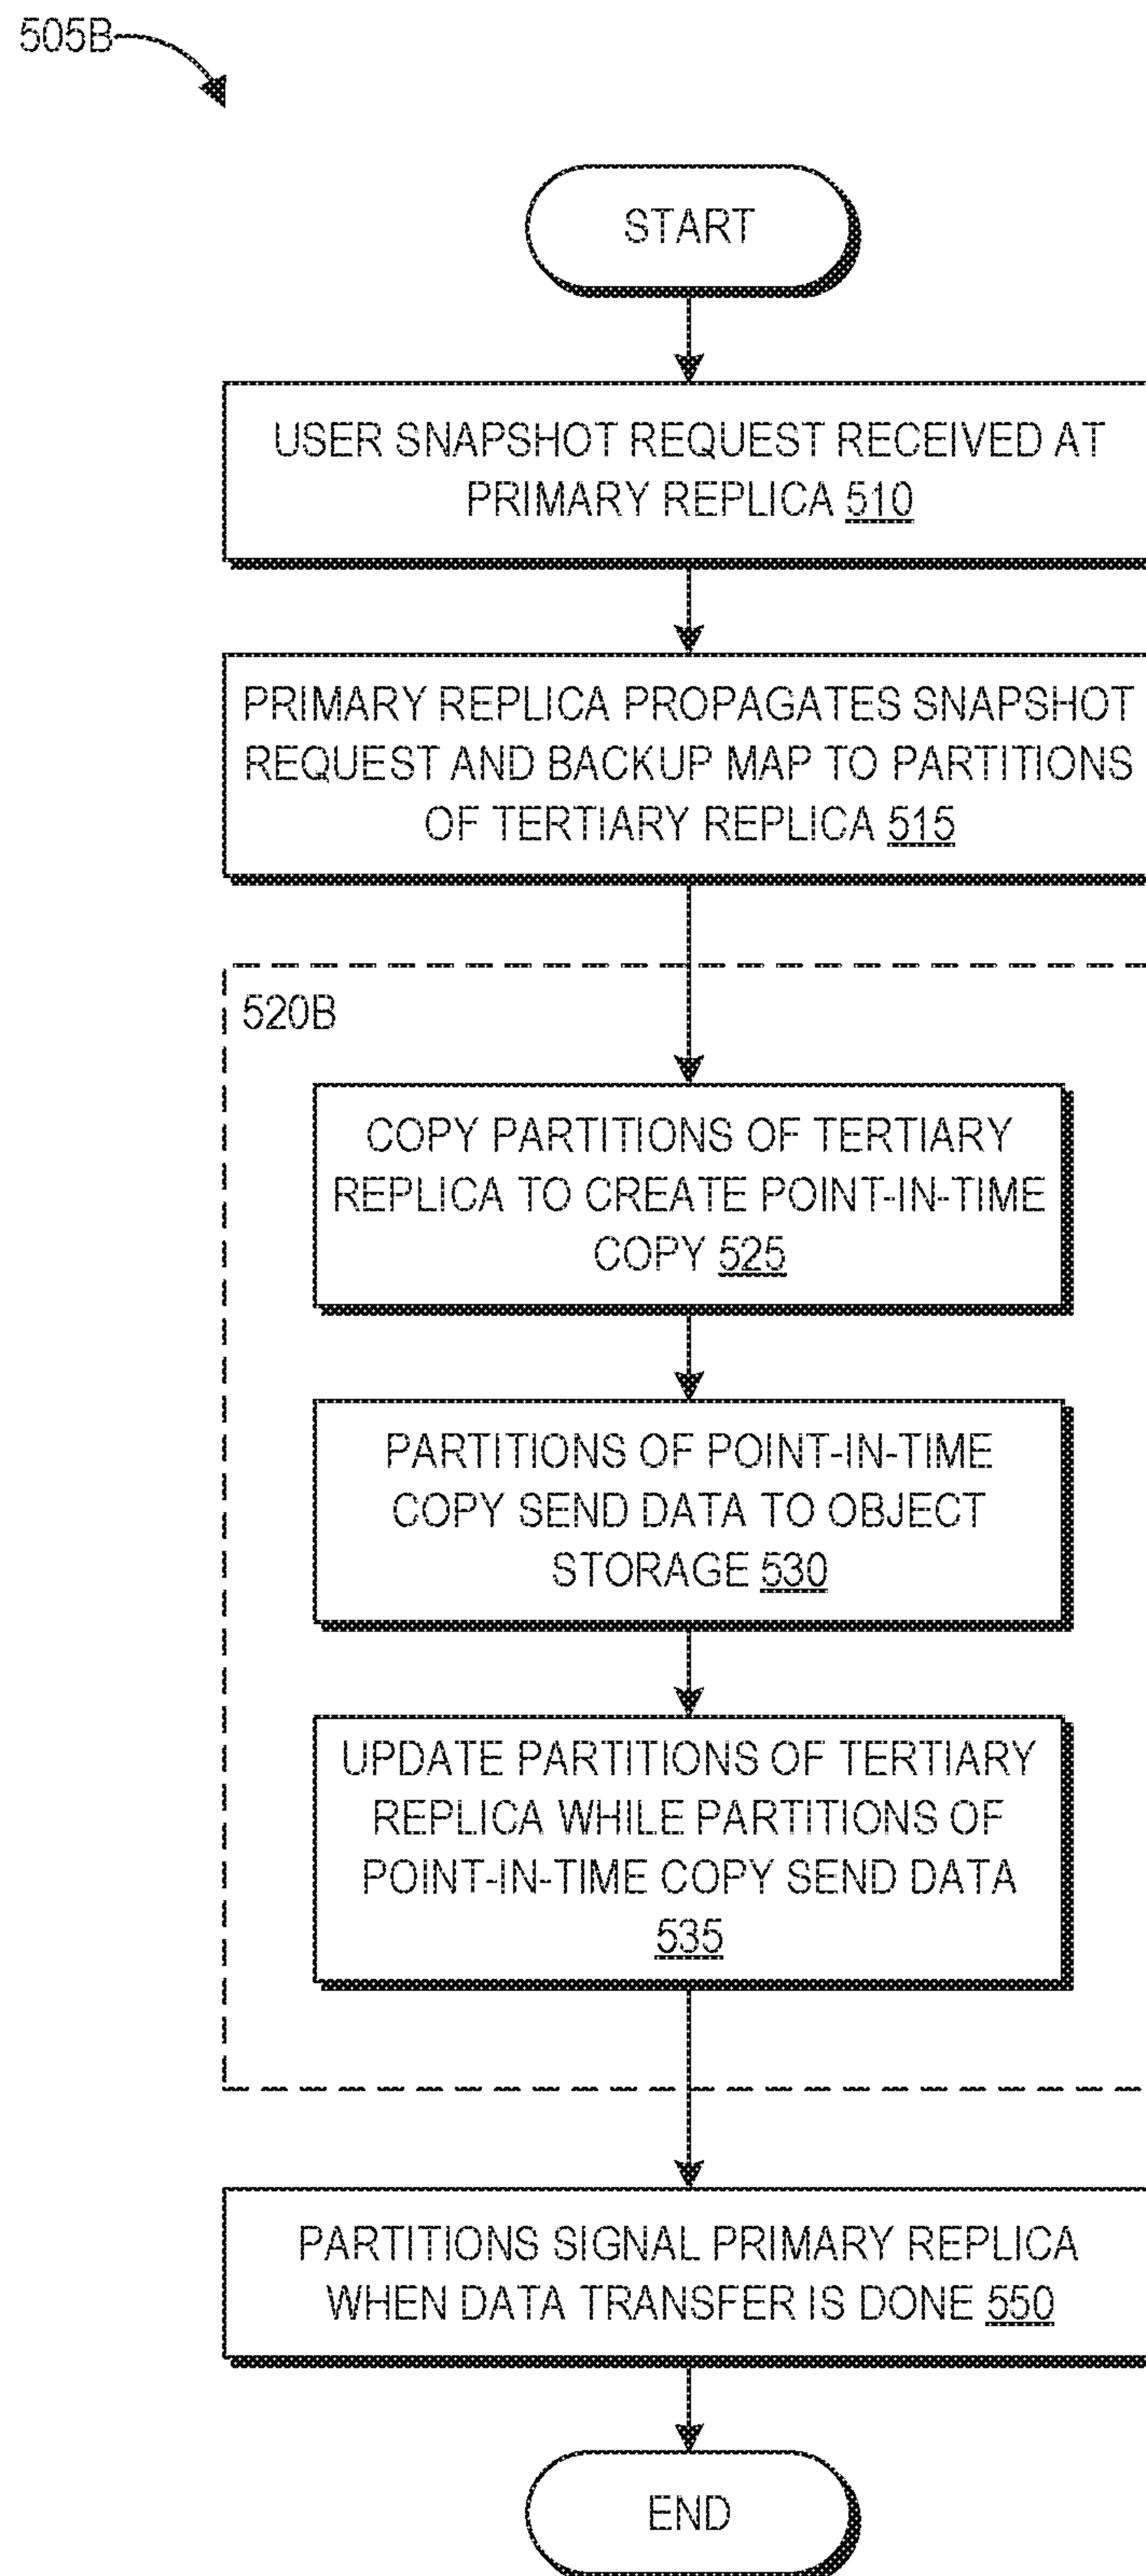 505B
START
USER SNAPSHOT REQUEST RECEIVED AT
PRIMARY REPLICA 510
PRIMARY REPLICA PROPAGATES SNAPSHOT
REQUEST AND BACKUP MAP TO PARTITIONS
OF TERTIARY REPLICA 515
520B
COPY PARTITIONS OF TERTIARY
REPLICA TO CREATE POINT-IN-TIME
COPY 525
PARTITIONS OF POINT-IN-TIME
COPY SEND DATA TO OBJECT
STORAGE 530
UPDATE PARTITIONS OF TERTIARY
REPLICA WHILE PARTITIONS OF
POINT-IN-TIME COPY SEND DATA
535
PARTITIONS SIGNAL PRIMARY REPLICA
WHEN DATA TRANSFER IS DONE 550
END